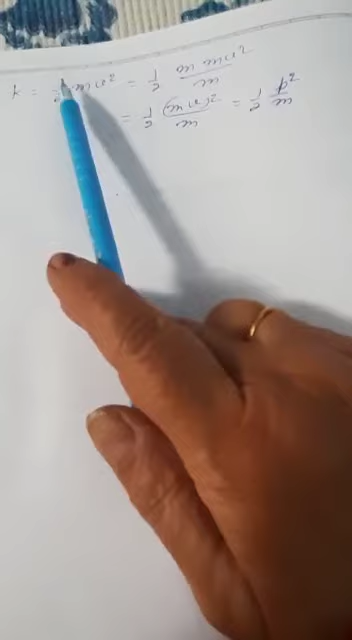 K = 1/2 mv² = 1/2 m mv²/m
= 1/2 (mv)²/m = 1/2 p²/m